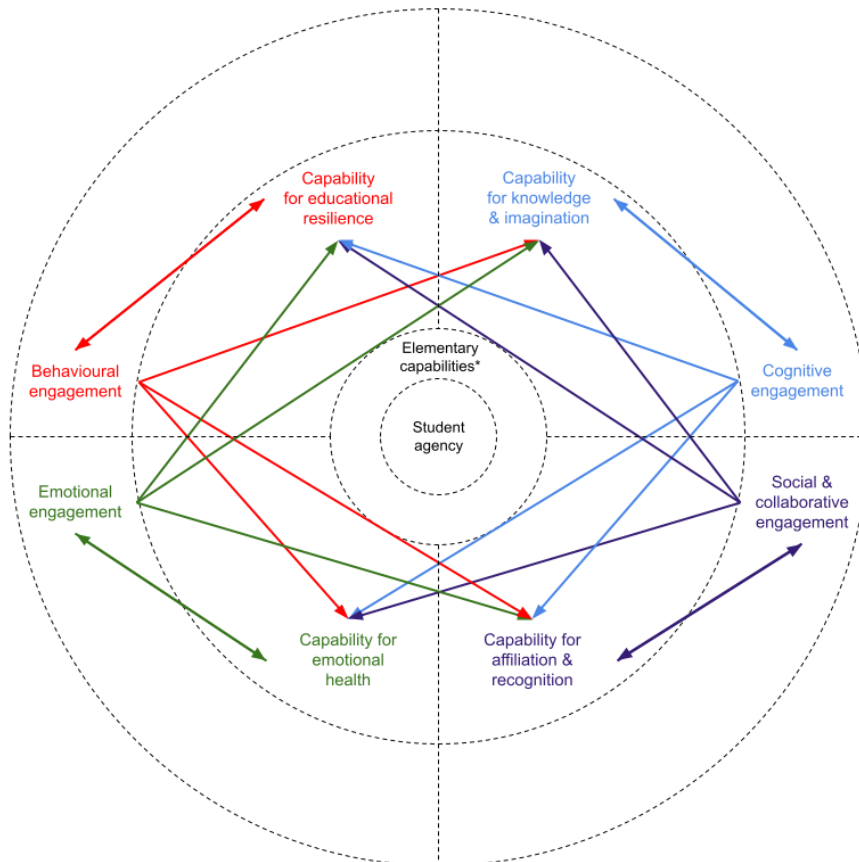 Capability
for educational
resilience
Capability
for knowledge
& imagination
Behavioural
engagement
Elementary
capabilities*
Cognitive
engagement
Student
agency
Emotional
engagement
Social &
collaborative
engagement
Capability for
emotional
health
Capability for
affiliation &
recognition